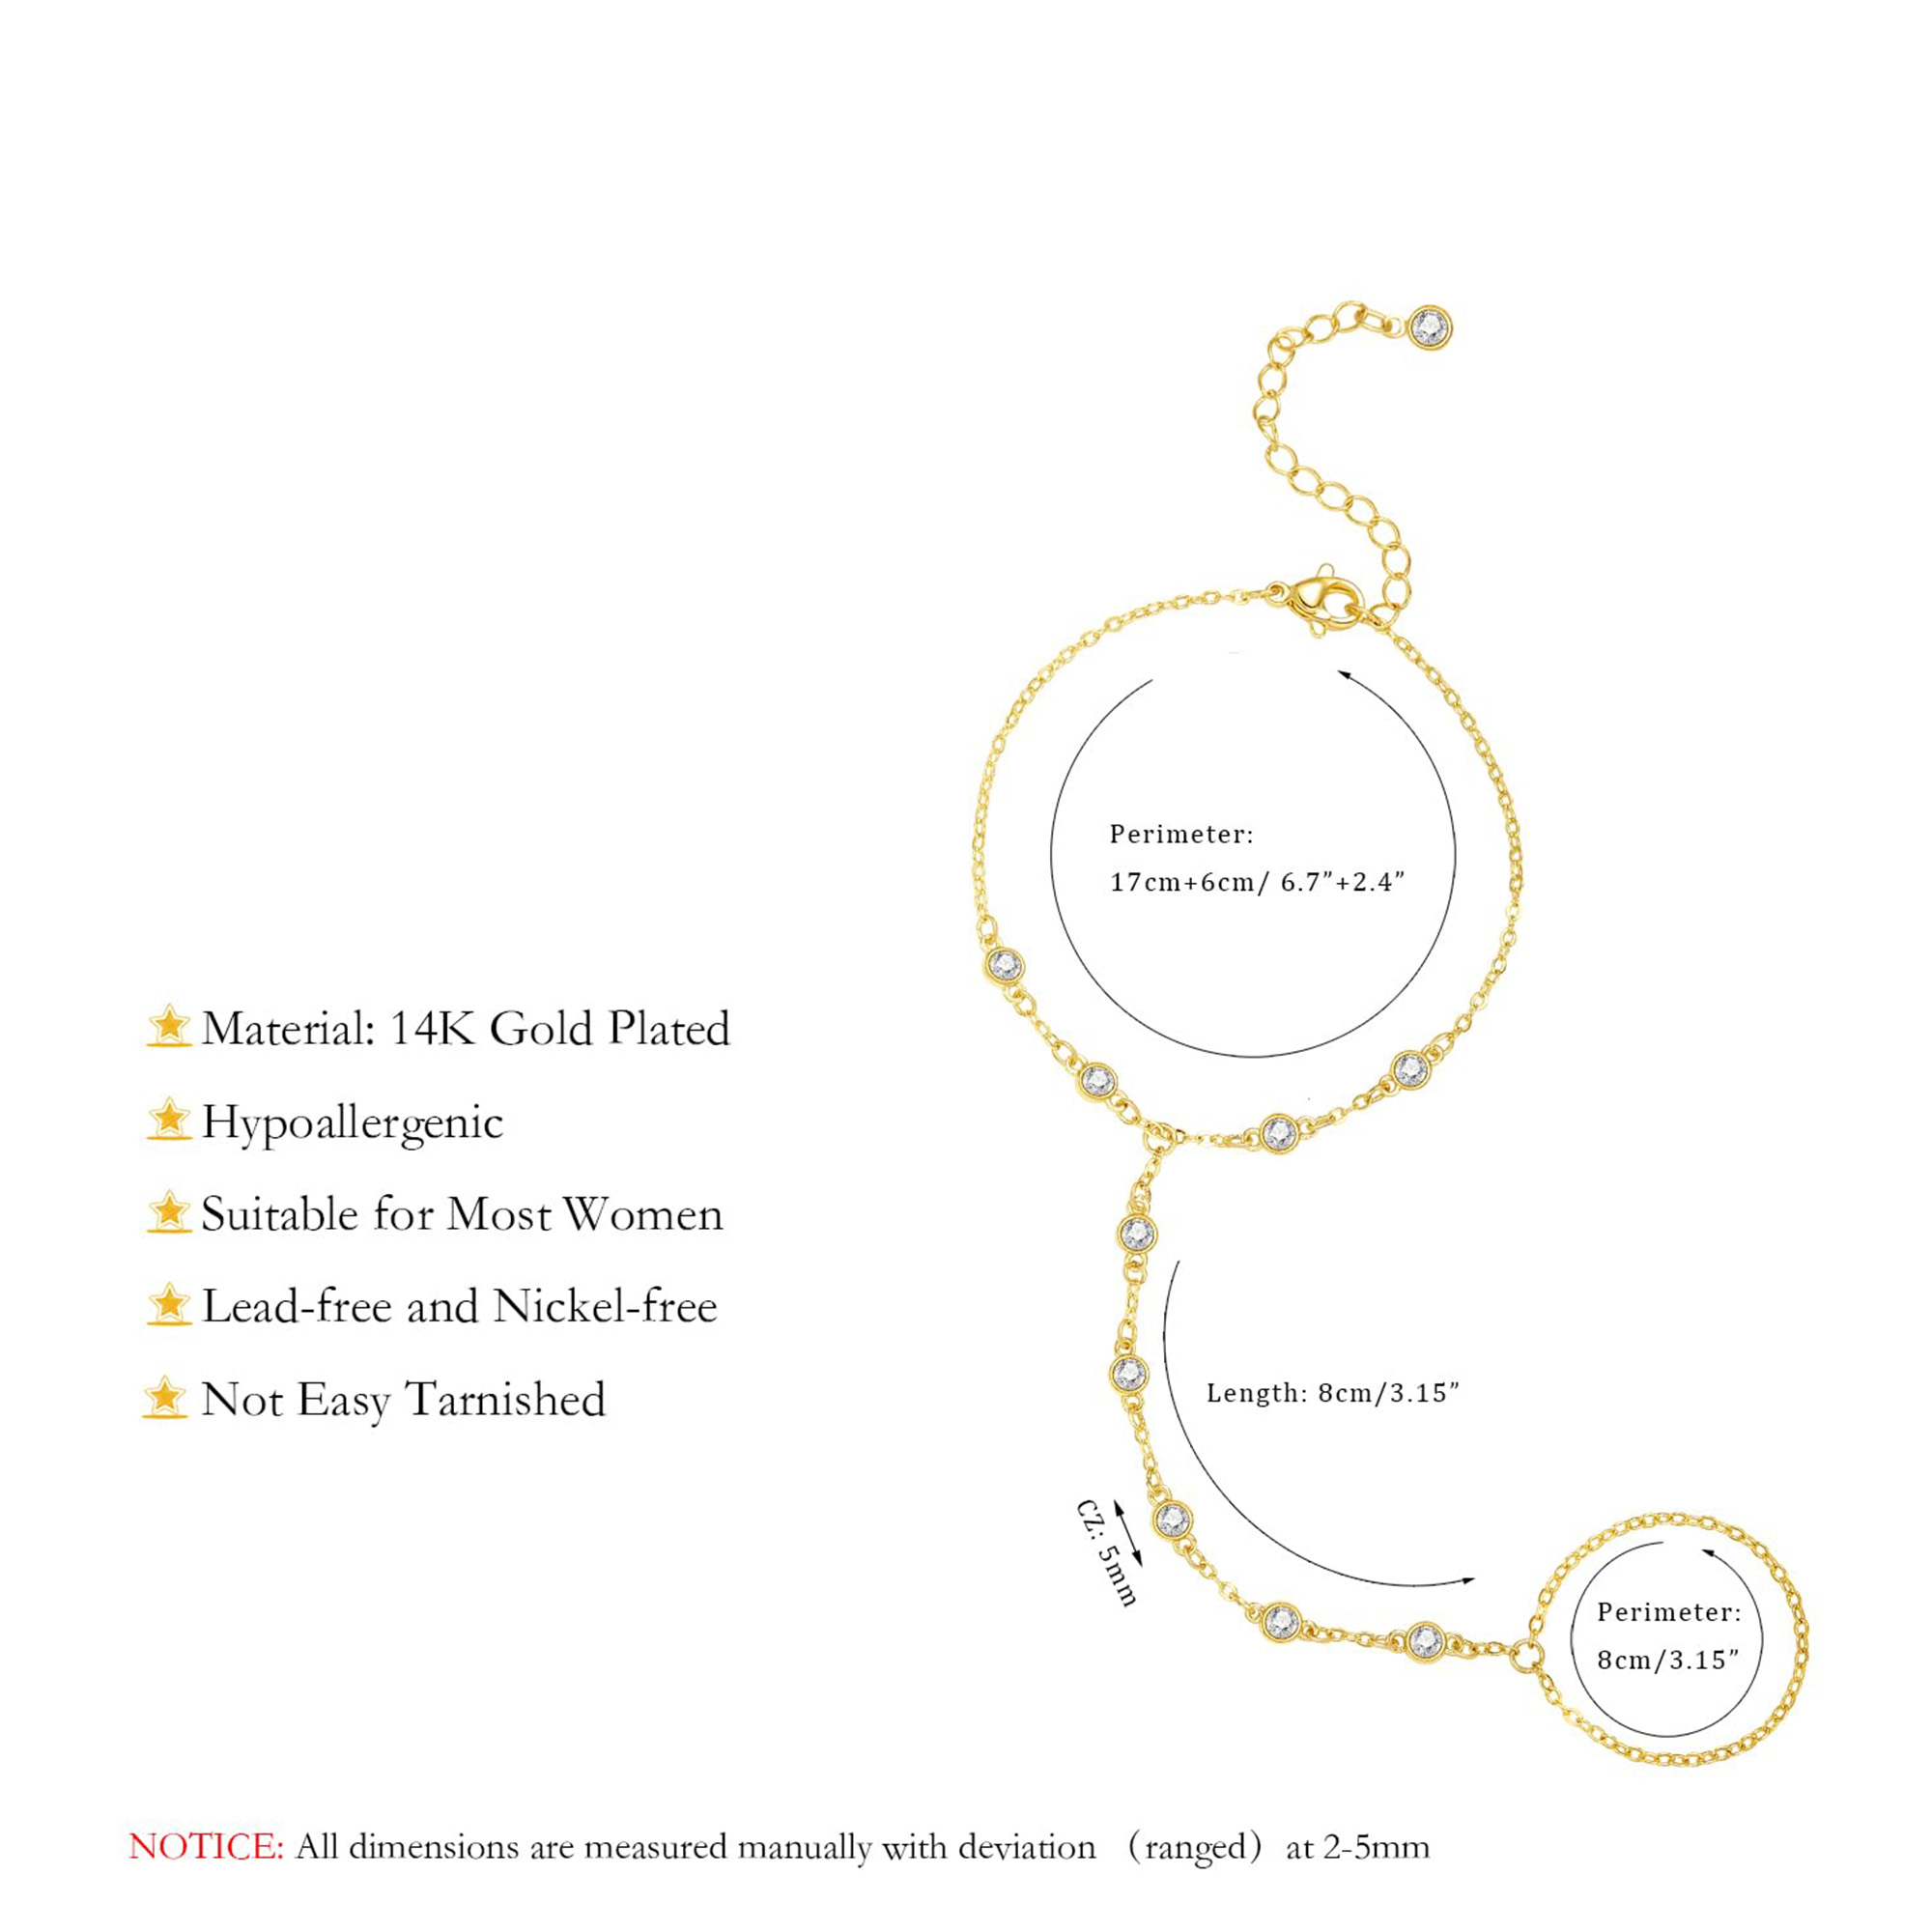 Perimeter:
17cm+6cm/ 6.7”+2.4”
Material: 14K Gold Plated
Hypoallergenic
Suitable for Most Women
Lead-free and Nickel-free
Not Easy Tarnished
Length: 8cm/3.15”
CZ: 5mm
Perimeter:
8cm/3.15”
NOTICE: All dimensions are measured manually with deviation （ranged）at 2-5mm